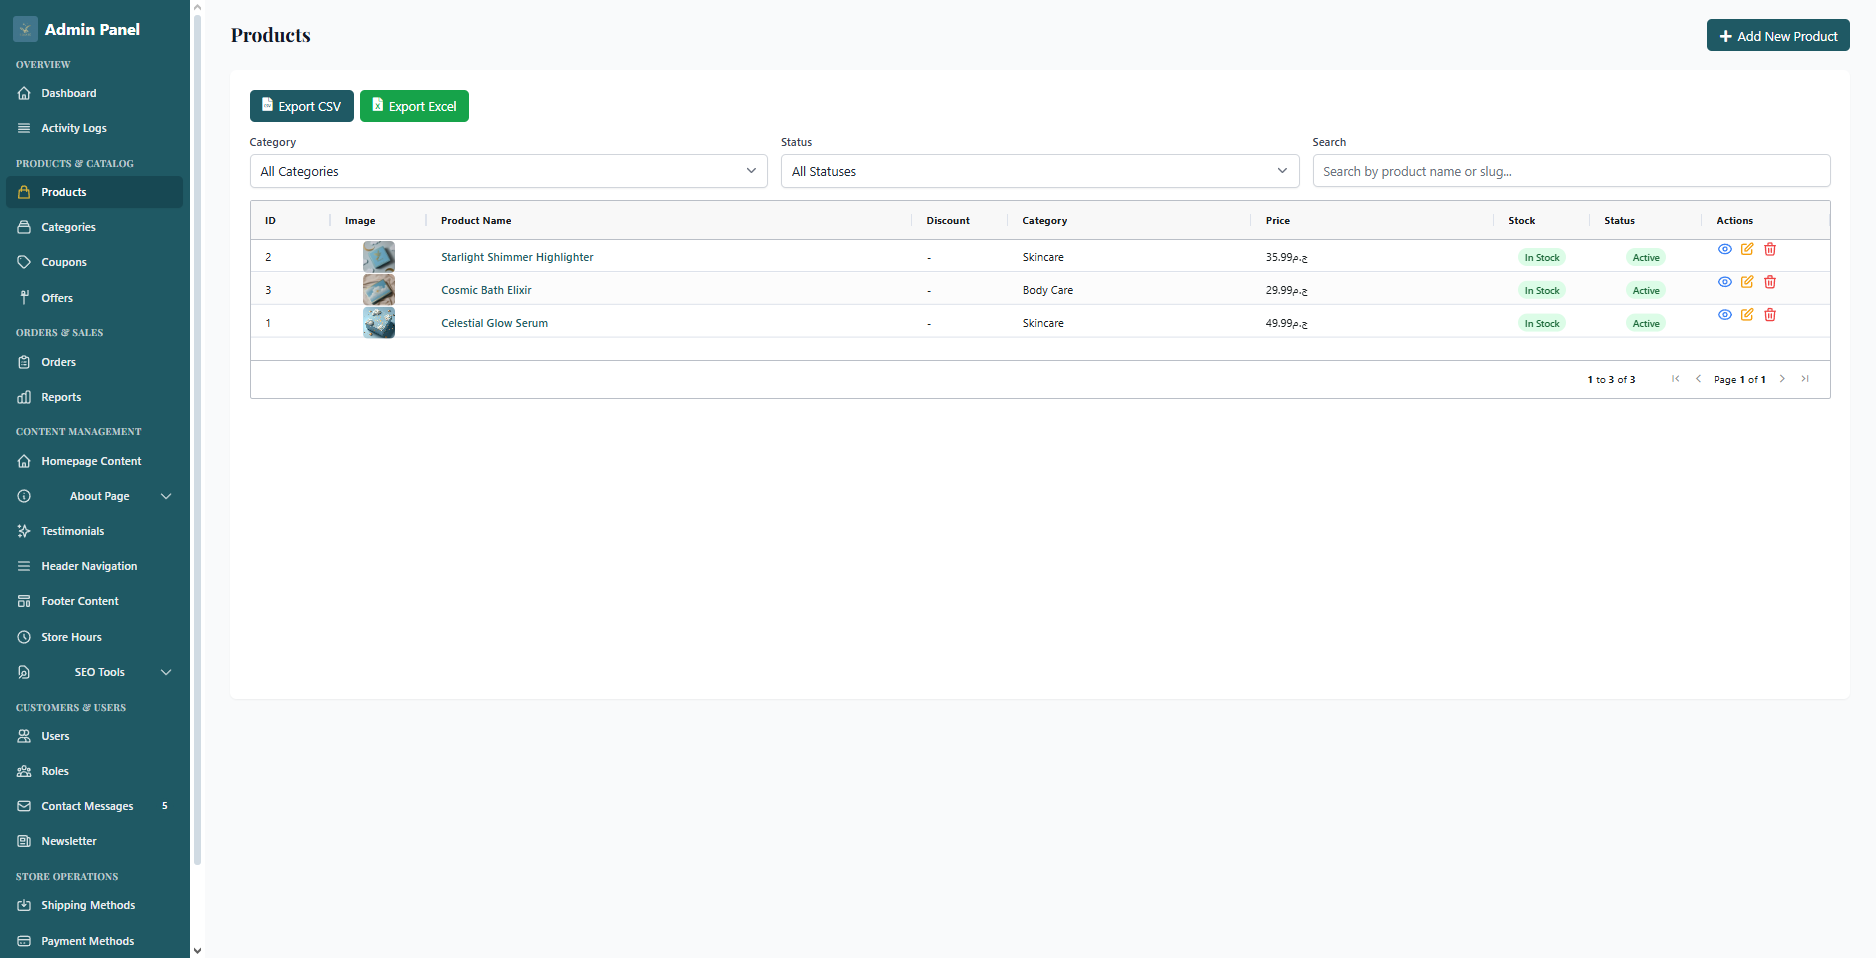 Admin Panel
OVERVIEW
Dashboard
Activity Logs
PRODUCTS & CATALOG
Products
Categories
Coupons
Offers
ORDERS & SALES
Orders
Reports
CONTENT MANAGEMENT
Homepage Content
About Page
Testimonials
Header Navigation
Footer Content
Store Hours
SEO Tools
CUSTOMERS & USERS
Users
Roles
Contact Messages 5
Newsletter
STORE OPERATIONS
Shipping Methods
Payment Methods
Products
Add New Product
Export CSV Export Excel
Category Status Search
All Categories All Statuses Search by product name or slug...
ID Image Product Name Discount Category Price Stock Status Actions
2 Starlight Shimmer Highlighter - Skincare 35.99ج.م In Stock Active
3 Cosmic Bath Elixir - Body Care 29.99ج.م In Stock Active
1 Celestial Glow Serum - Skincare 49.99ج.م In Stock Active
1 to 3 of 3 Page 1 of 1